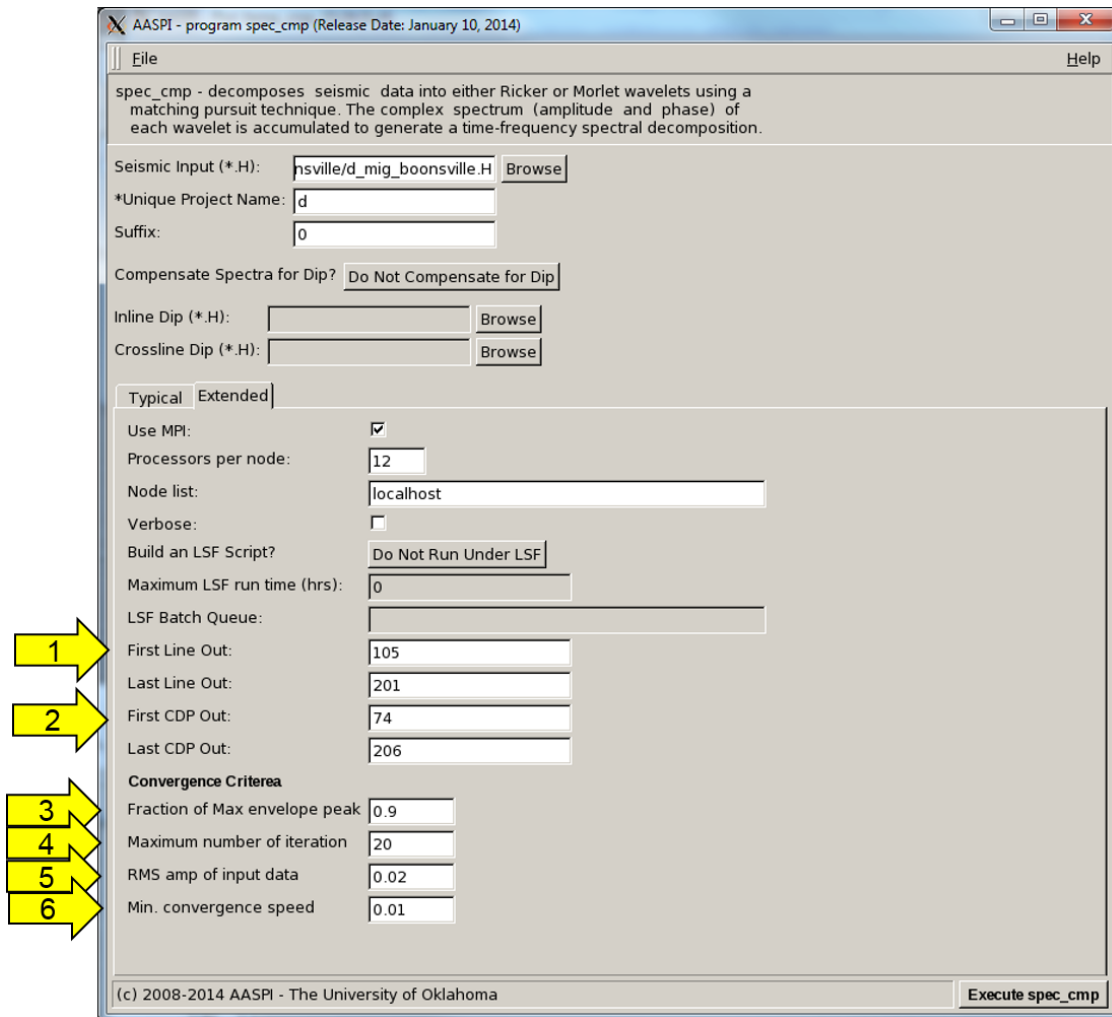 AASPI - program spec_cmp (Release Date: January 10, 2014)
File Help
spec_cmp - decomposes seismic data into either Ricker or Morlet wavelets using a
matching pursuit technique. The complex spectrum (amplitude and phase) of
each wavelet is accumulated to generate a time-frequency spectral decomposition.
Seismic Input (*.H): nsville/d_mig_boonsville.H Browse
*Unique Project Name: d
Suffix: 0
Compensate Spectra for Dip? Do Not Compensate for Dip
Inline Dip (*.H): Browse
Crossline Dip (*.H): Browse
Typical Extended
Use MPI:
Processors per node: 12
Node list: localhost
Verbose:
Build an LSF Script? Do Not Run Under LSF
Maximum LSF run time (hrs): 0
LSF Batch Queue:
1 First Line Out: 105
Last Line Out: 201
2 First CDP Out: 74
Last CDP Out: 206
Convergence Criterea
3 Fraction of Max envelope peak 0.9
4 Maximum number of iteration 20
5 RMS amp of input data 0.02
6 Min. convergence speed 0.01
(c) 2008-2014 AASPI - The University of Oklahoma Execute spec_cmp